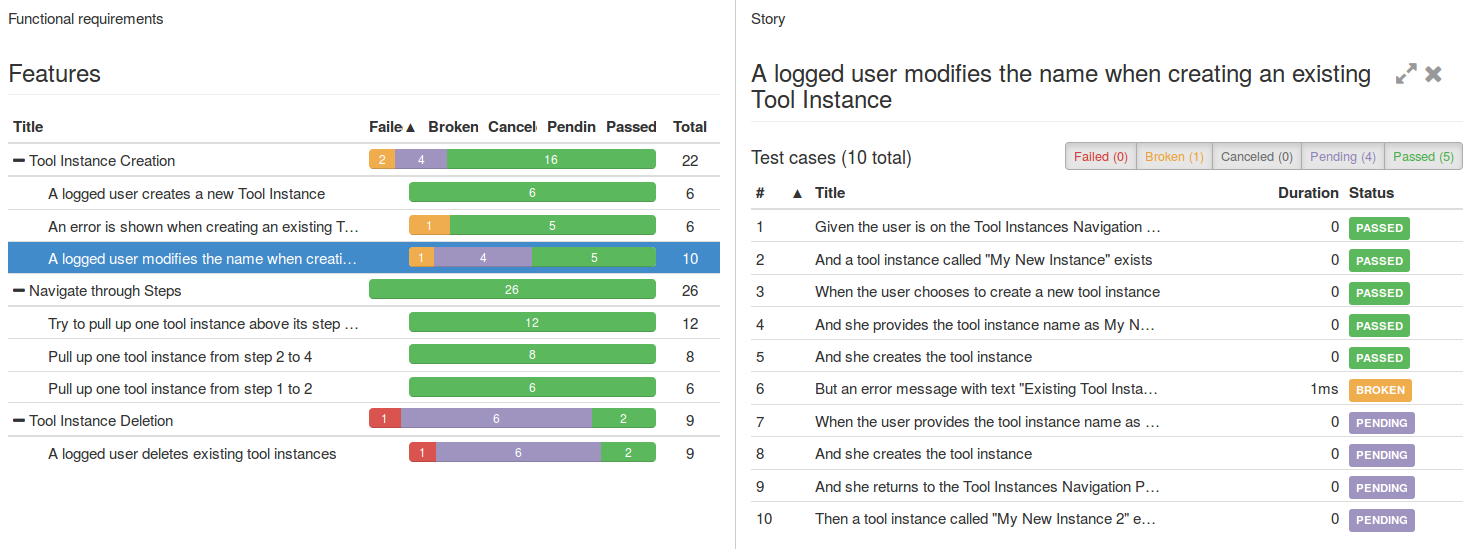 Functional requirements
Features
Title Faile▲ Broken Cancel Pendin Passed Total
Tool Instance Creation 2 4 16 22
A logged user creates a new Tool Instance 6 6
An error is shown when creating an existing T… 1 5 6
A logged user modifies the name when creati… 1 4 5 10
Navigate through Steps 26 26
Try to pull up one tool instance above its step … 12 12
Pull up one tool instance from step 2 to 4 8 8
Pull up one tool instance from step 1 to 2 6 6
Tool Instance Deletion 1 6 2 9
A logged user deletes existing tool instances 1 6 2 9
Story
A logged user modifies the name when creating an existing
Tool Instance
Test cases (10 total) Failed (0) Broken (1) Canceled (0) Pending (4) Passed (5)
# ▲ Title Duration Status
1 Given the user is on the Tool Instances Navigation … 0 PASSED
2 And a tool instance called "My New Instance" exists 0 PASSED
3 When the user chooses to create a new tool instance 0 PASSED
4 And she provides the tool instance name as My N… 0 PASSED
5 And she creates the tool instance 0 PASSED
6 But an error message with text "Existing Tool Insta… 1ms BROKEN
7 When the user provides the tool instance name as … 0 PENDING
8 And she creates the tool instance 0 PENDING
9 And she returns to the Tool Instances Navigation P… 0 PENDING
10 Then a tool instance called "My New Instance 2" e… 0 PENDING